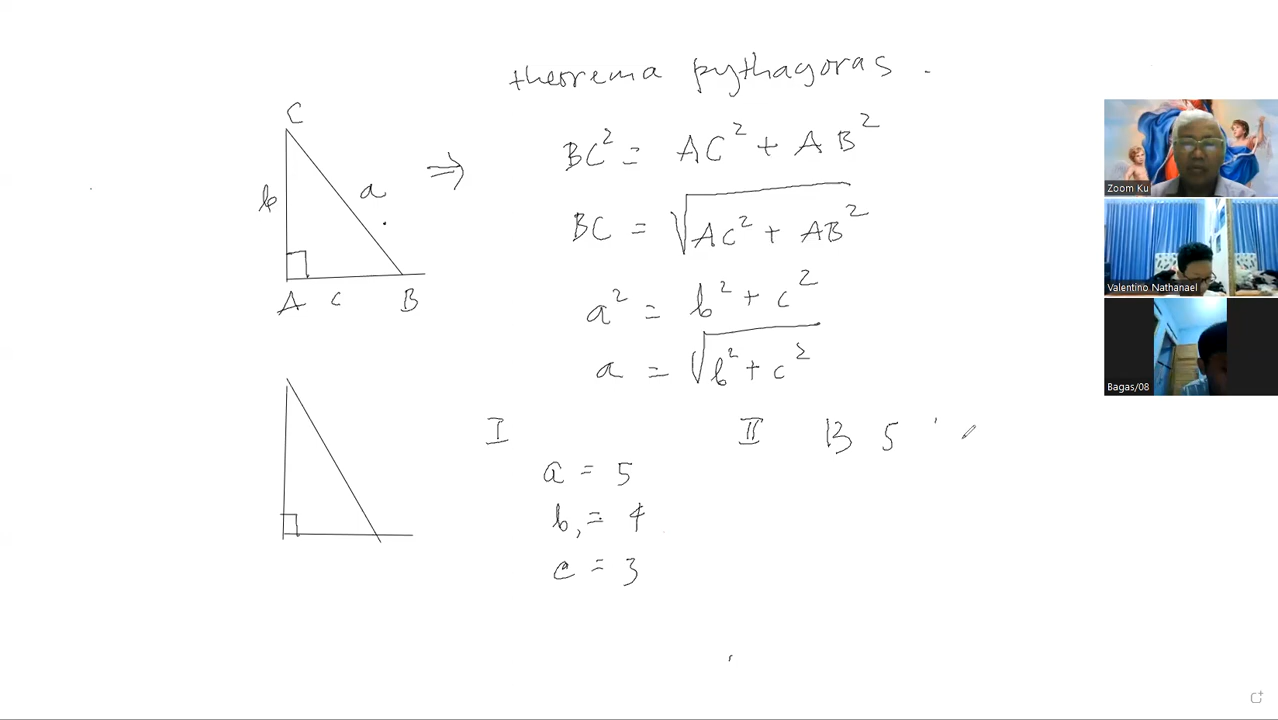 theorema pythagoras.
C
b
a
A
c
B
⇒ BC² = AC² + AB²
BC = √(AC² + AB²)
a² = b² + c²
a = √(b² + c²)
I
a = 5
b = 4
c = 3
II 13 5
Zoom Ku
Valentino Nathanael
Bagas/08